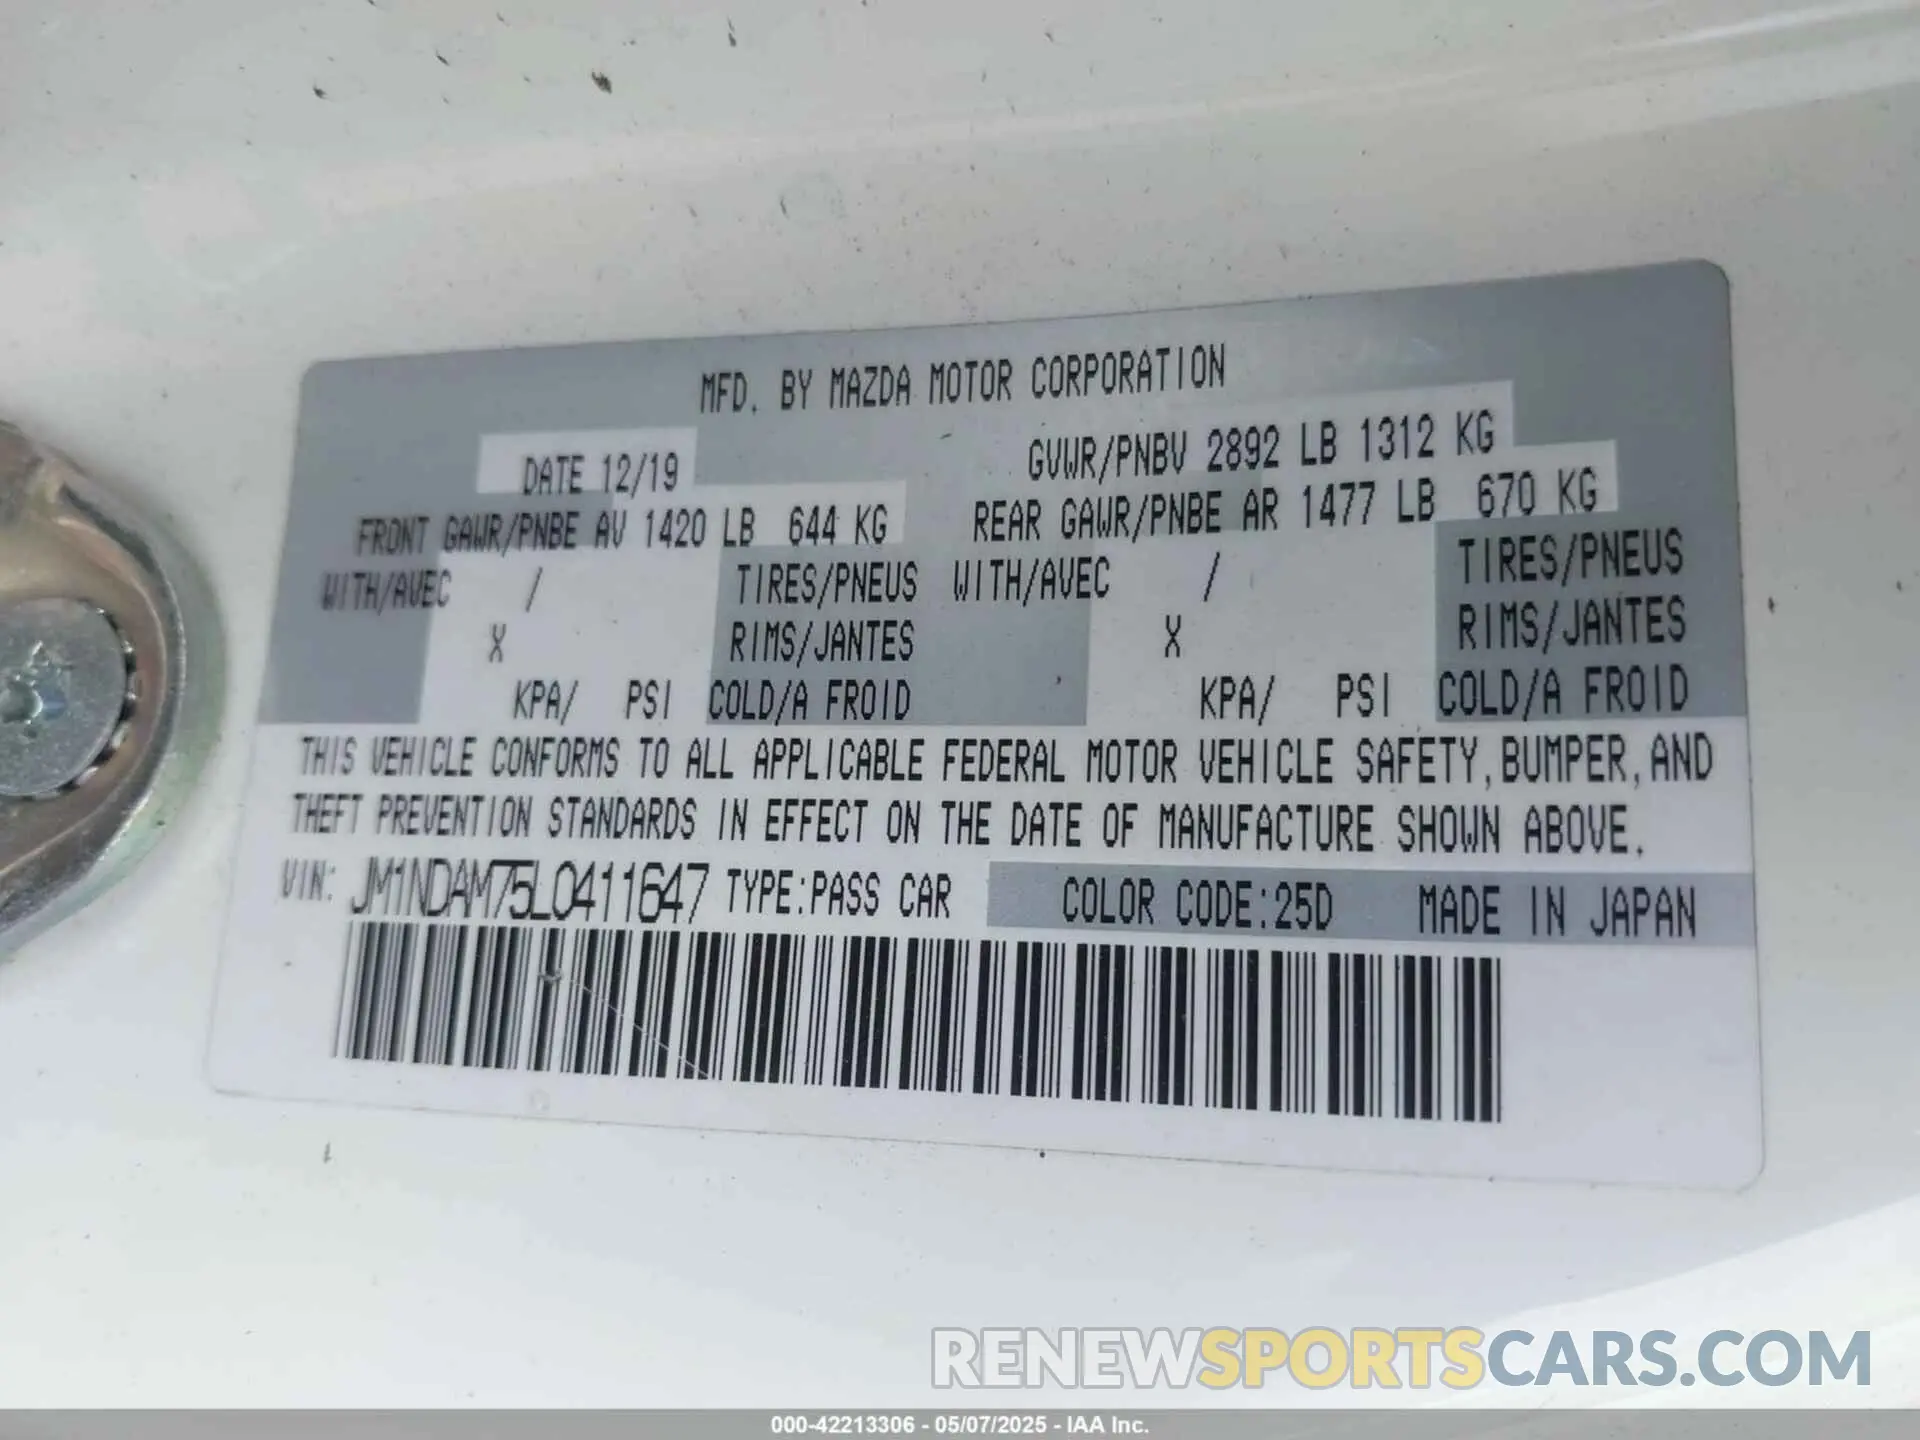 MFD. BY MAZDA MOTOR CORPORATION
DATE 12/19 GVWR/PNBV 2892 LB 1312 KG
FRONT GAWR/PNBE AV 1420 LB 644 KG REAR GAWR/PNBE AR 1477 LB 670 KG
WITH/AVEC / TIRES/PNEUS WITH/AVEC / TIRES/PNEUS
X RIMS/JANTES X RIMS/JANTES
KPA/ PSI COLD/A FROID KPA/ PSI COLD/A FROID
THIS VEHICLE CONFORMS TO ALL APPLICABLE FEDERAL MOTOR VEHICLE SAFETY, BUMPER, AND
THEFT PREVENTION STANDARDS IN EFFECT ON THE DATE OF MANUFACTURE SHOWN ABOVE.
VIN: JM1NDAM75L0411647 TYPE:PASS CAR COLOR CODE:25D MADE IN JAPAN
RENEWSPORTSCARS.COM
000-42213306 - 05/07/2025 - IAA Inc.